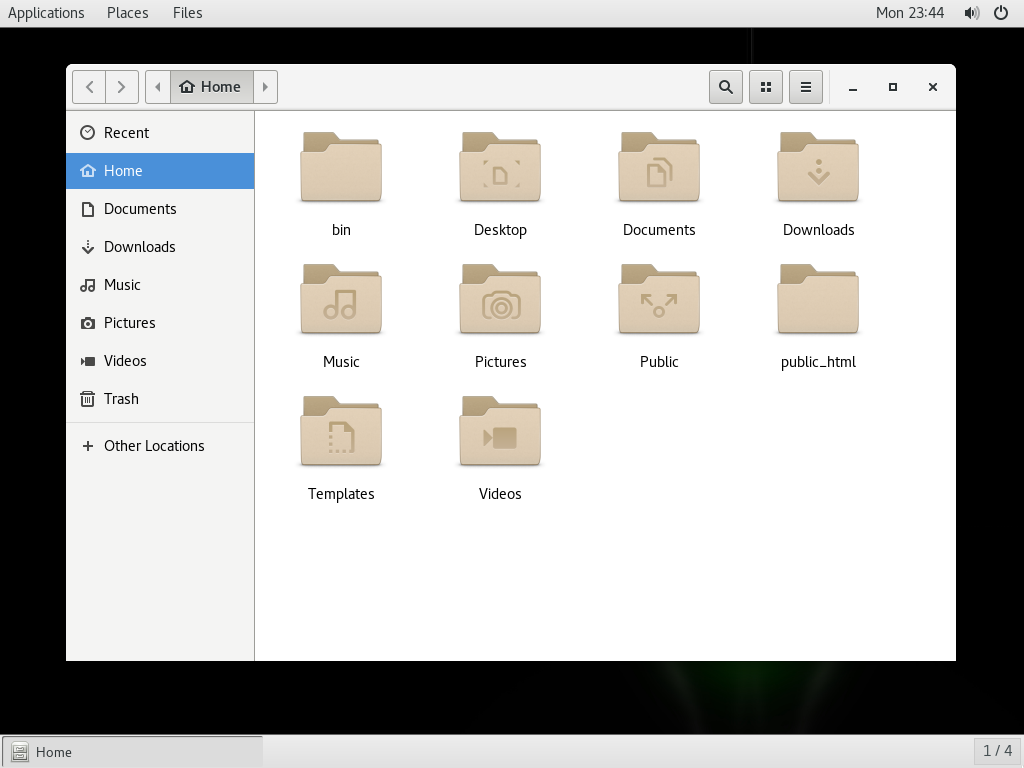 Applications Places Files Mon 23:44
Home
Recent
Home
Documents
Downloads
Music
Pictures
Videos
Trash
Other Locations
bin Desktop Documents Downloads
Music Pictures Public public_html
Templates Videos
Home 1 / 4